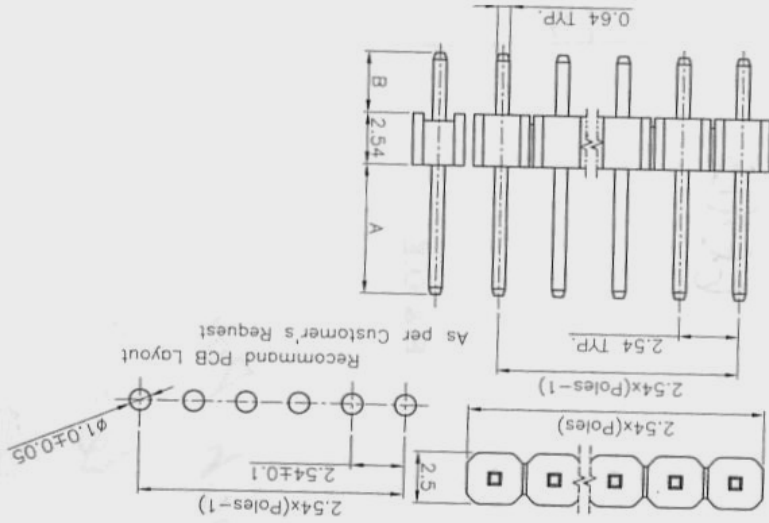 2.54x(Poles)
2.5
2.54x(Poles-1)
2.54±0.1
ø1.0±0.05
2.54x(Poles-1)
2.54 TYP.
Recommand PCB Layout
As per Customer's Request
A
2.54
B
0.64 TYP.